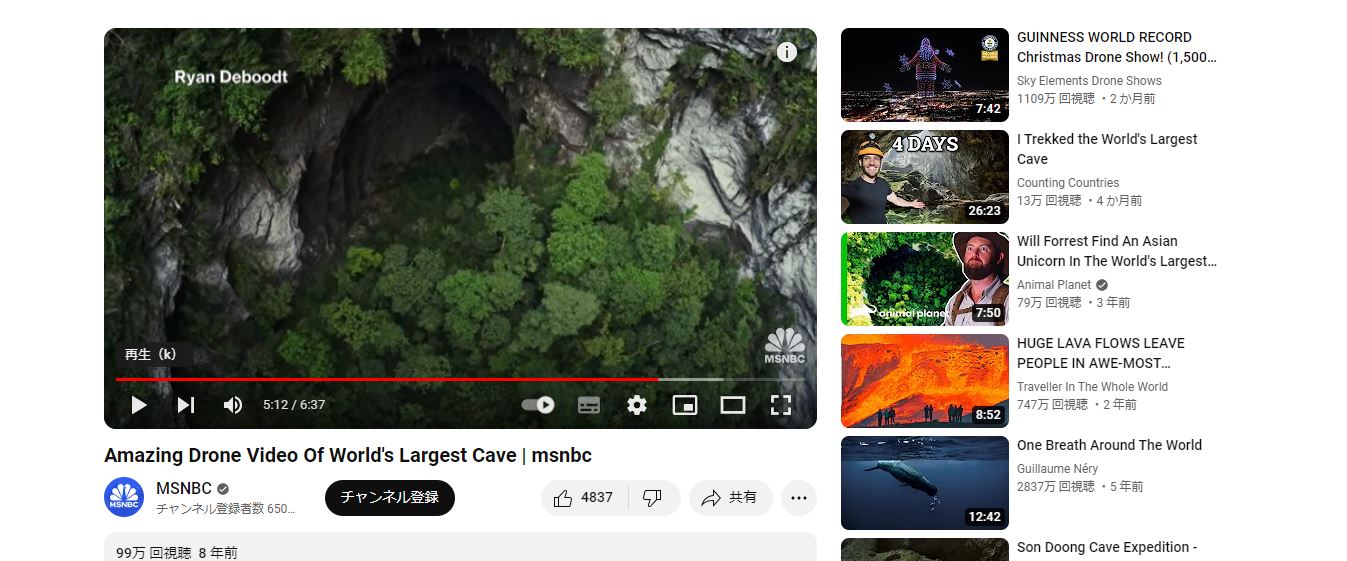 Ryan Deboodt
MSNBC
再生（k）
5:12 / 6:37
Amazing Drone Video Of World's Largest Cave | msnbc
MSNBC
MSNBC
チャンネル登録者数 650...
チャンネル登録
4837
共有
99万 回視聴 8 年前
7:42
GUINNESS WORLD RECORD
Christmas Drone Show! (1,500...
Sky Elements Drone Shows
1109万 回視聴 ・2 か月前
4 DAYS
26:23
I Trekked the World's Largest
Cave
Counting Countries
13万 回視聴 ・4 か月前
animal planet
7:50
Will Forrest Find An Asian
Unicorn In The World's Largest...
Animal Planet
79万 回視聴 ・3 年前
8:52
HUGE LAVA FLOWS LEAVE
PEOPLE IN AWE-MOST...
Traveller In The Whole World
747万 回視聴 ・2 年前
12:42
One Breath Around The World
Guillaume Néry
2837万 回視聴 ・5 年前
Son Doong Cave Expedition -